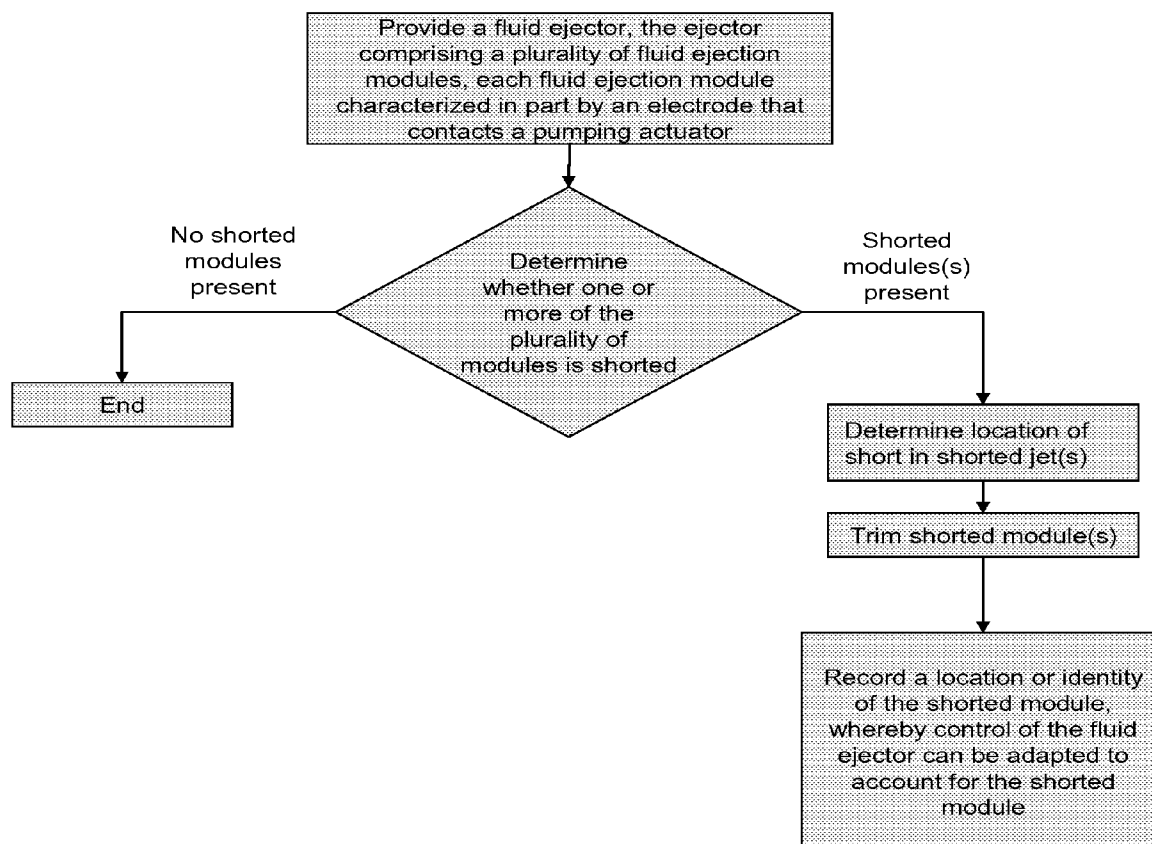 Provide a fluid ejector, the ejector
comprising a plurality of fluid ejection
modules, each fluid ejection module
characterized in part by an electrode that
contacts a pumping actuator
No shorted
modules
present
Determine
whether one or
more of the
plurality of
modules is shorted
Shorted
modules(s)
present
End
Determine location of
short in shorted jet(s)
Trim shorted module(s)
Record a location or identity
of the shorted module,
whereby control of the fluid
ejector can be adapted to
account for the shorted
module